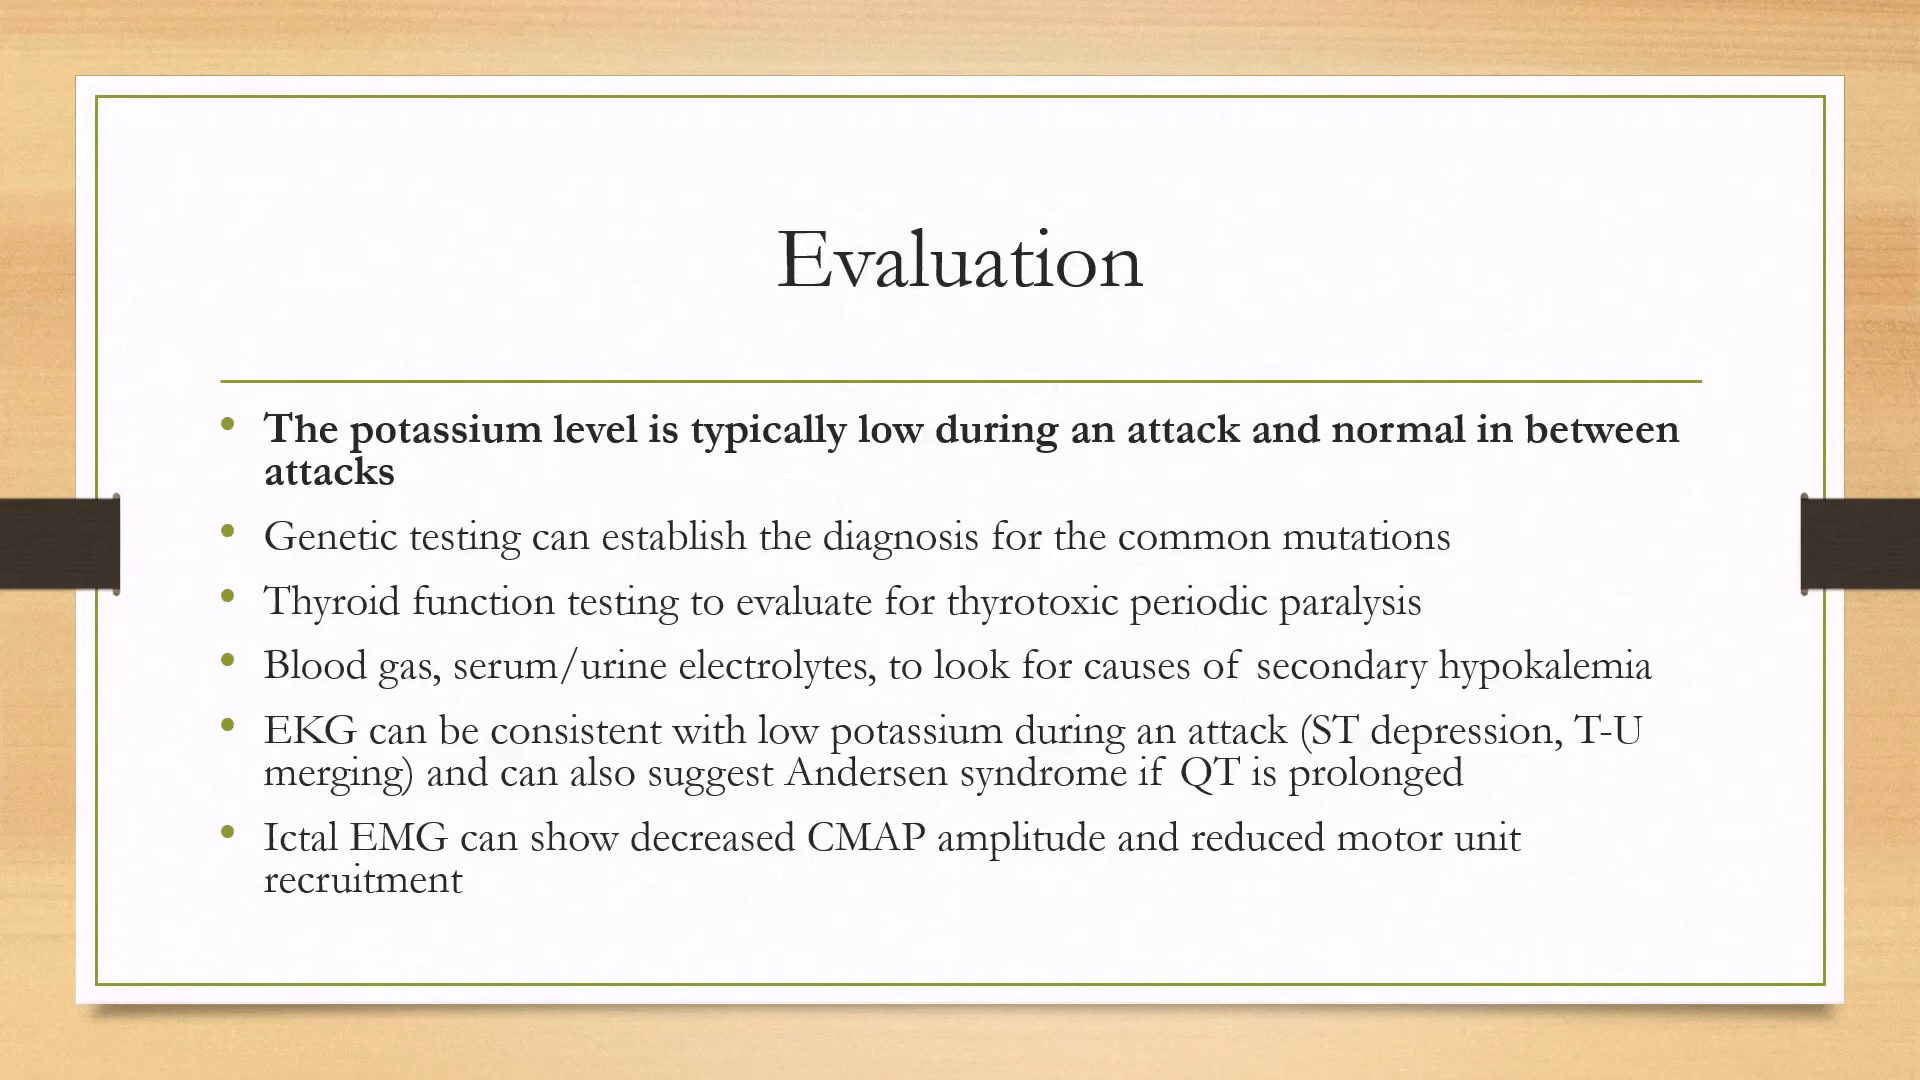 Evaluation
• The potassium level is typically low during an attack and normal in between
attacks
• Genetic testing can establish the diagnosis for the common mutations
• Thyroid function testing to evaluate for thyrotoxic periodic paralysis
• Blood gas, serum/urine electrolytes, to look for causes of secondary hypokalemia
• EKG can be consistent with low potassium during an attack (ST depression, T-U
merging) and can also suggest Andersen syndrome if QT is prolonged
• Ictal EMG can show decreased CMAP amplitude and reduced motor unit
recruitment